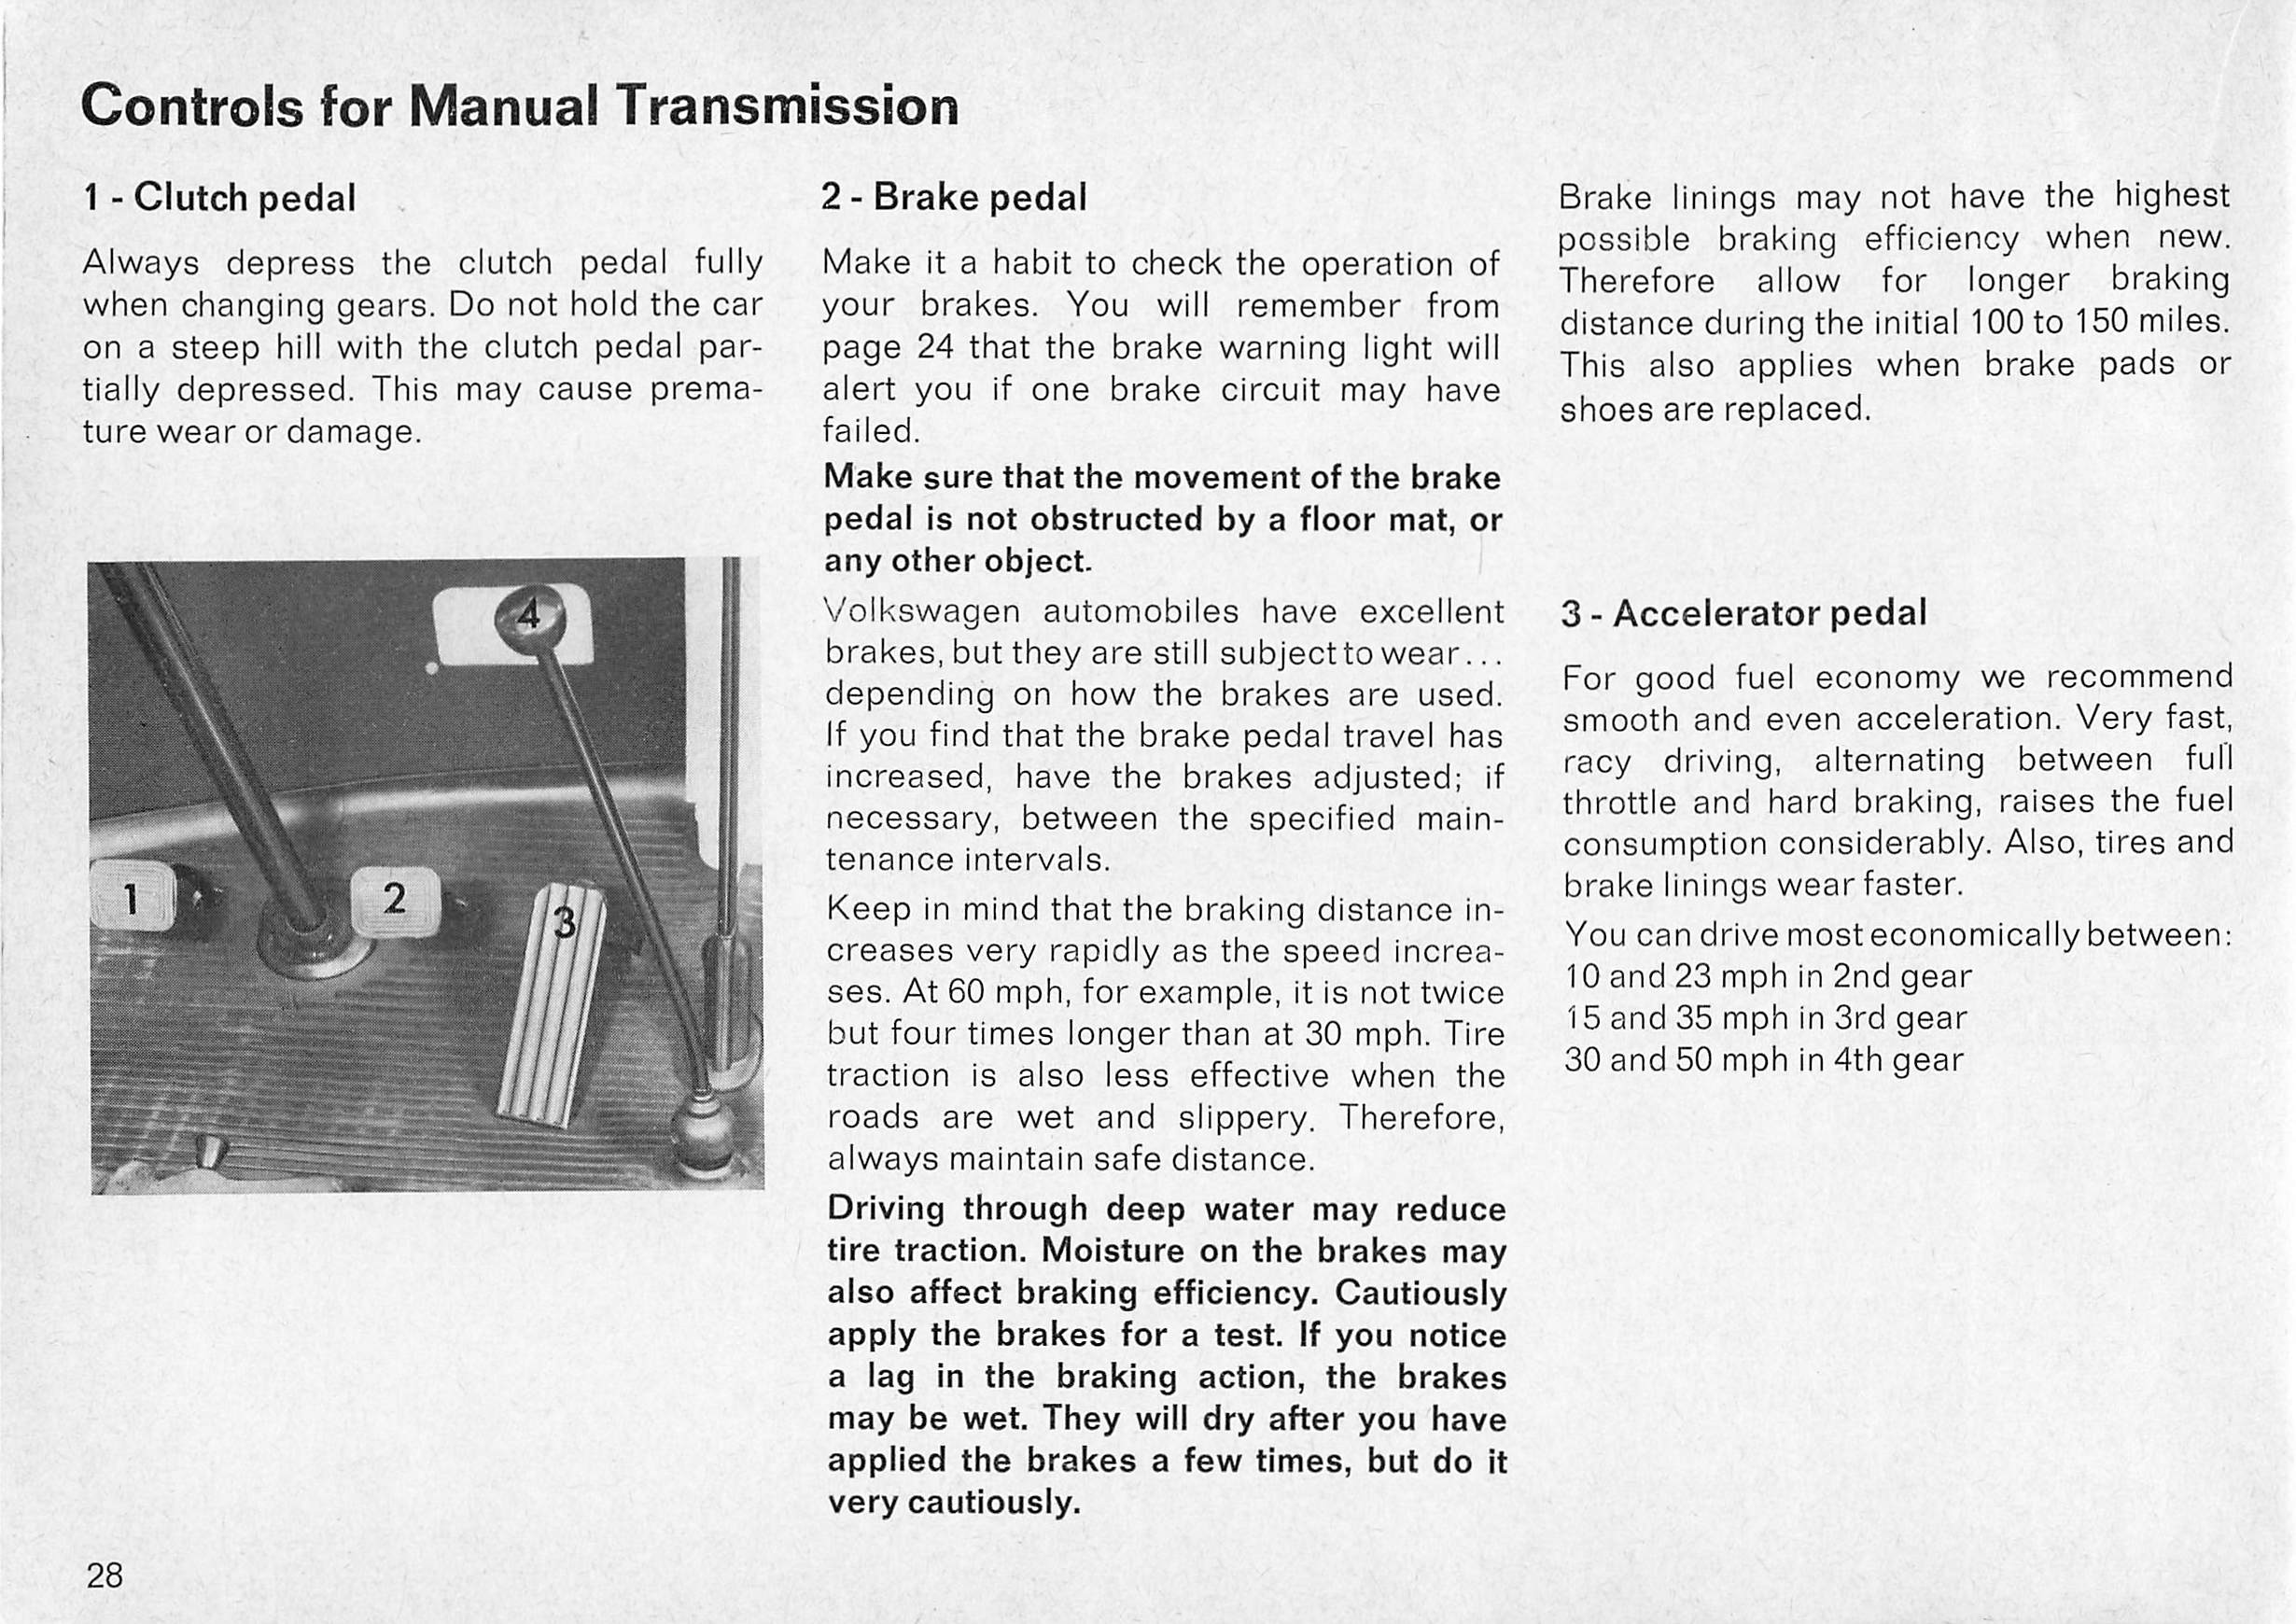 Controls for Manual Transmission
1 - Clutch pedal
Always depress the clutch pedal fully
when changing gears. Do not hold the car
on a steep hill with the clutch pedal par-
tially depressed. This may cause prema-
ture wear or damage.
4
1
2
3
2 - Brake pedal
Make it a habit to check the operation of
your brakes. You will remember from
page 24 that the brake warning light will
alert you if one brake circuit may have
failed.
Make sure that the movement of the brake
pedal is not obstructed by a floor mat, or
any other object.
Volkswagen automobiles have excellent
brakes, but they are still subject to wear...
depending on how the brakes are used.
If you find that the brake pedal travel has
increased, have the brakes adjusted; if
necessary, between the specified main-
tenance intervals.
Keep in mind that the braking distance in-
creases very rapidly as the speed increa-
ses. At 60 mph, for example, it is not twice
but four times longer than at 30 mph. Tire
traction is also less effective when the
roads are wet and slippery. Therefore,
always maintain safe distance.
Driving through deep water may reduce
tire traction. Moisture on the brakes may
also affect braking efficiency. Cautiously
apply the brakes for a test. If you notice
a lag in the braking action, the brakes
may be wet. They will dry after you have
applied the brakes a few times, but do it
very cautiously.
Brake linings may not have the highest
possible braking efficiency when new.
Therefore allow for longer braking
distance during the initial 100 to 150 miles.
This also applies when brake pads or
shoes are replaced.
3 - Accelerator pedal
For good fuel economy we recommend
smooth and even acceleration. Very fast,
racy driving, alternating between full
throttle and hard braking, raises the fuel
consumption considerably. Also, tires and
brake linings wear faster.
You can drive most economically between:
10 and 23 mph in 2nd gear
15 and 35 mph in 3rd gear
30 and 50 mph in 4th gear
28